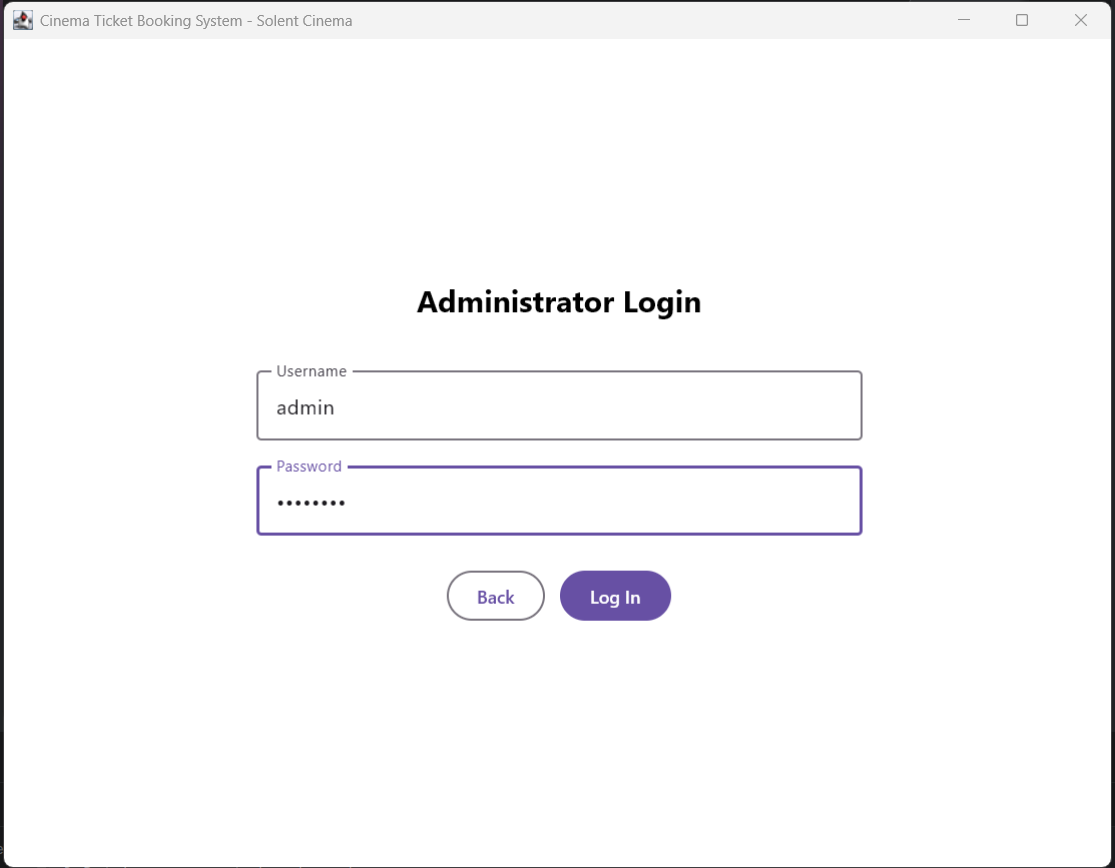 Cinema Ticket Booking System - Solent Cinema
Administrator Login
Username
admin
Password
••••••••
Back Log In